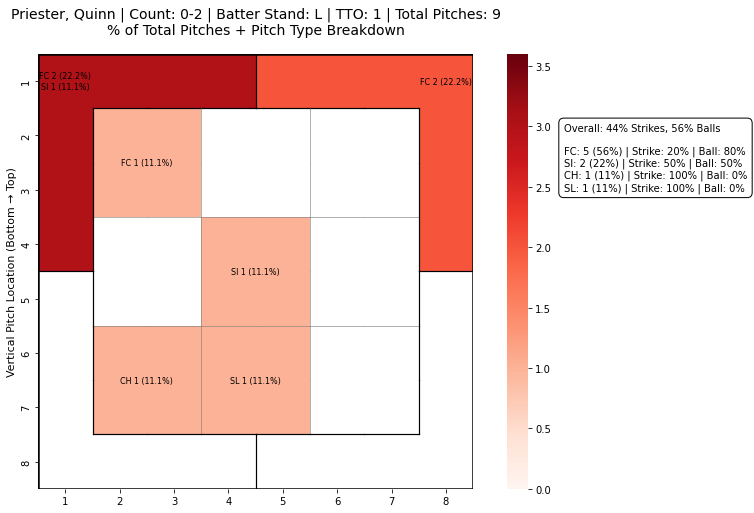 Priester, Quinn | Count: 0-2 | Batter Stand: L | TTO: 1 | Total Pitches: 9
% of Total Pitches + Pitch Type Breakdown
Vertical Pitch Location (Bottom → Top)
1
2
3
4
5
6
7
8
FC 2 (22.2%)
SI 1 (11.1%)
FC 2 (22.2%)
FC 1 (11.1%)
SI 1 (11.1%)
CH 1 (11.1%)
SL 1 (11.1%)
1
2
3
4
5
6
7
8
3.5
3.0
2.5
2.0
1.5
1.0
0.5
0.0
Overall: 44% Strikes, 56% Balls
FC: 5 (56%) | Strike: 20% | Ball: 80%
SI: 2 (22%) | Strike: 50% | Ball: 50%
CH: 1 (11%) | Strike: 100% | Ball: 0%
SL: 1 (11%) | Strike: 100% | Ball: 0%